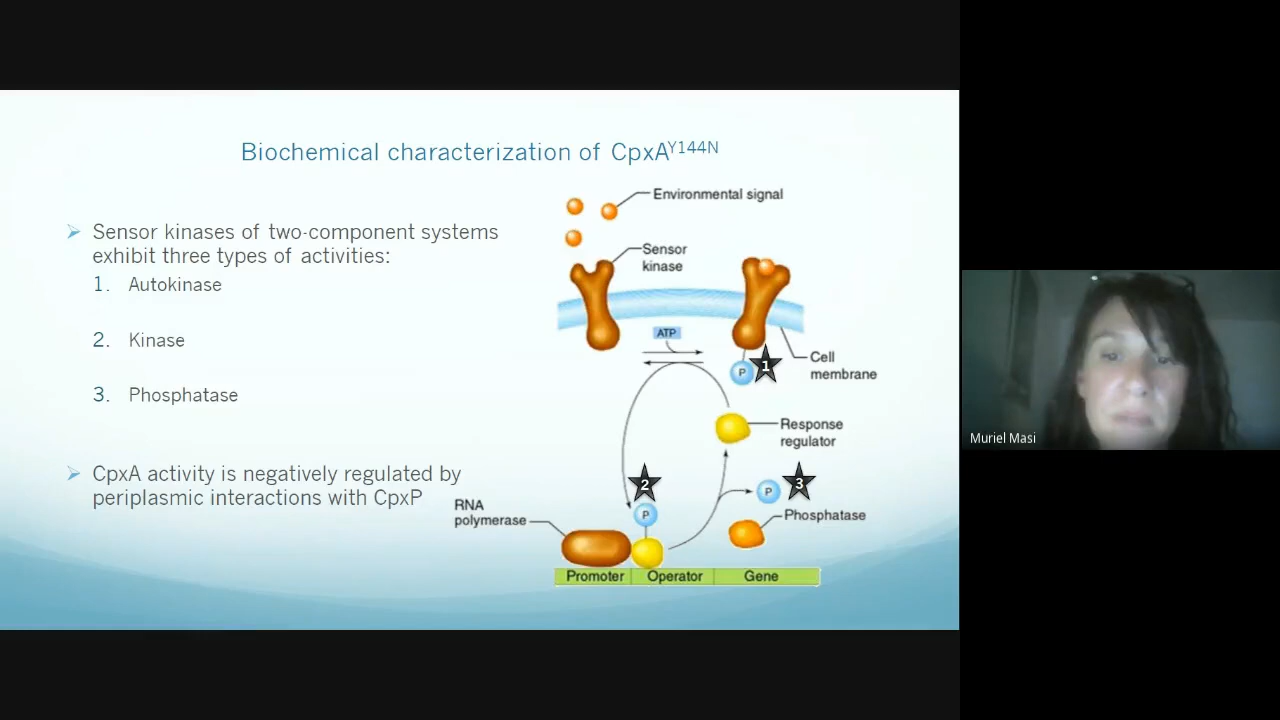 Biochemical characterization of CpxAY144N
➢ Sensor kinases of two-component systems
exhibit three types of activities:
1. Autokinase
2. Kinase
3. Phosphatase
➢ CpxA activity is negatively regulated by
periplasmic interactions with CpxP
Environmental signal
Sensor
kinase
ATP
Cell
membrane
P
1
Response
regulator
2
3
P
P
RNA
polymerase
Phosphatase
Promoter
Operator
Gene
Muriel Masi